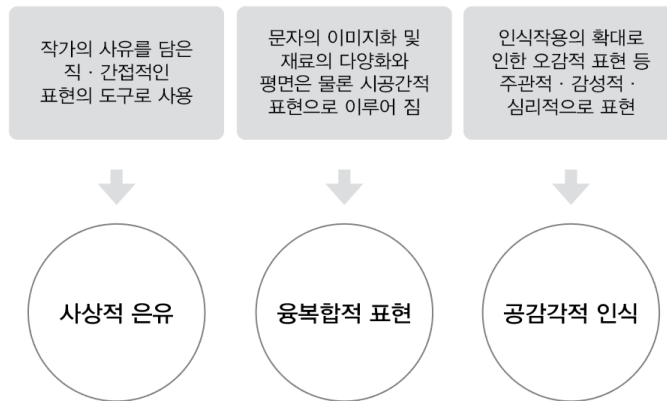 작가의 사유를 담은
직 · 간접적인
표현의 도구로 사용
문자의 이미지화 및
재료의 다양화와
평면은 물론 시공간적
표현으로 이루어 짐
인식작용의 확대로
인한 오감적 표현 등
주관적 · 감성적 ·
심리적으로 표현
사상적 은유
융복합적 표현
공감각적 인식